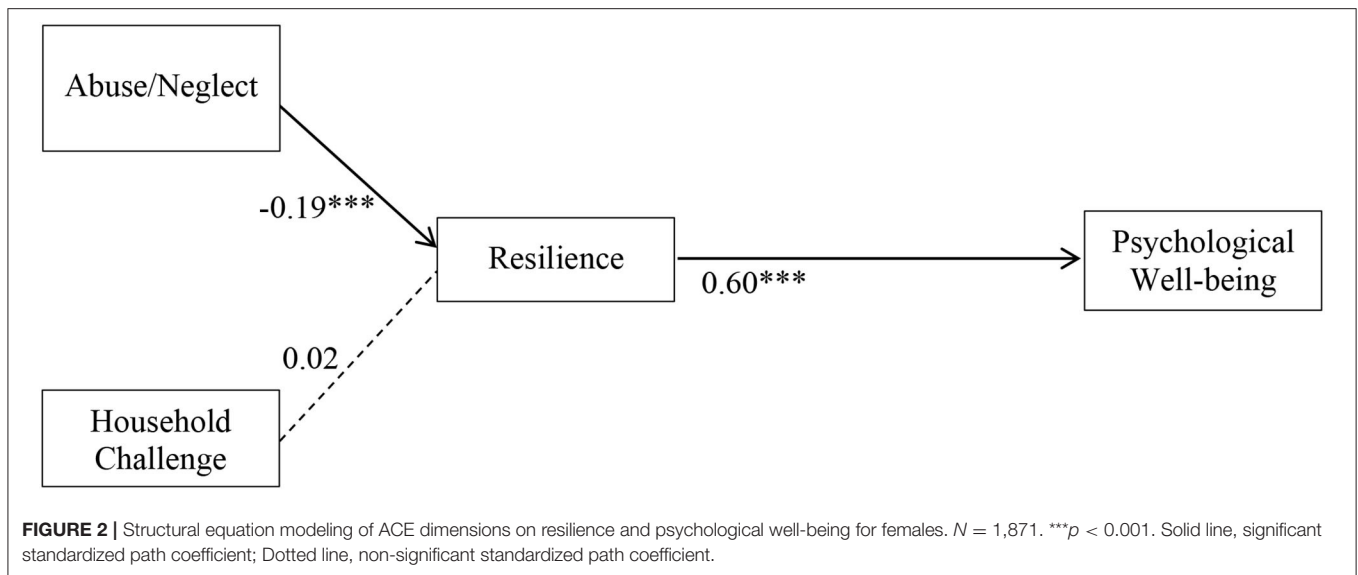 Abuse/Neglect
-0.19***
Resilience
0.60***
Psychological
Well-being
0.02
Household
Challenge
FIGURE 2 | Structural equation modeling of ACE dimensions on resilience and psychological well-being for females. N = 1,871. ***p < 0.001. Solid line, significant
standardized path coefficient; Dotted line, non-significant standardized path coefficient.